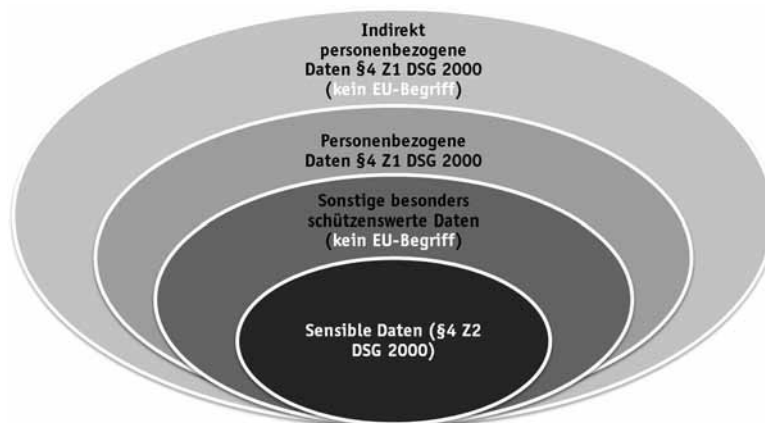 Indirekt
personenbezogene
Daten §4 Z1 DSG 2000
(kein EU-Begriff)
Personenbezogene
Daten §4 Z1 DSG 2000
Sonstige besonders
schützenswerte Daten
(kein EU-Begriff)
Sensible Daten (§4 Z2
DSG 2000)